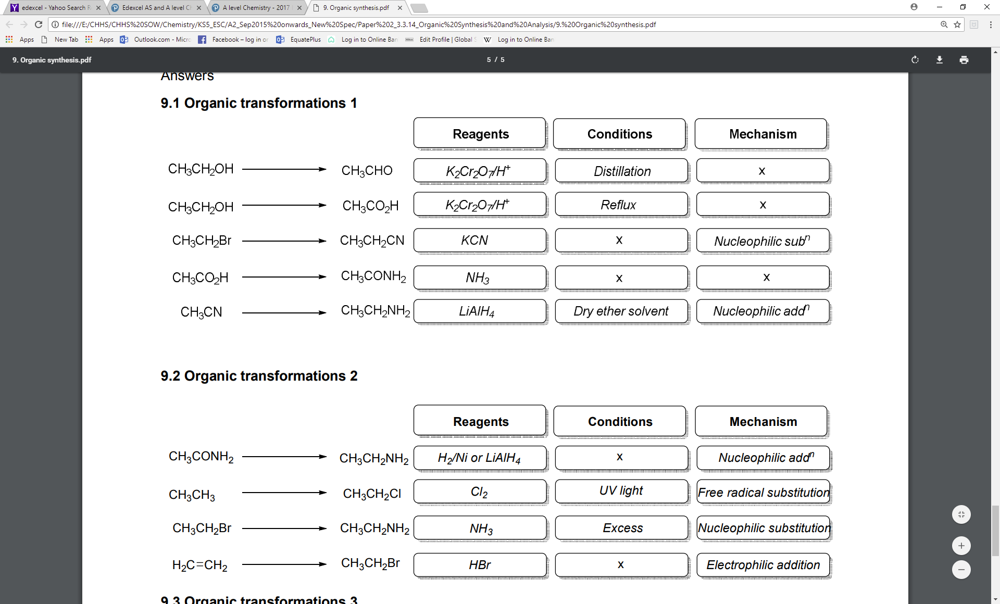 edexcel - Yahoo Search R
Edexcel AS and A level Ch
A level Chemistry - 2017
9. Organic synthesis.pdf
file:///E:/CHHS/CHHS%20SOW/Chemistry/KS5_ESC/A2_Sep2015%20onwards_New%20Spec/Paper%202_3.3.14_Organic%20Synthesis%20and%20Analysis/9.%20Organic%20synthesis.pdf
Apps New Tab Apps Outlook.com - Micro Facebook – log in or EquatePlus Log in to Online Ban Edit Profile | Global S W Log in to Online Ban
9. Organic synthesis.pdf 5 / 5
Answers
9.1 Organic transformations 1
Reagents Conditions Mechanism
CH₃CH₂OH CH₃CHO K₂Cr₂O₇/H⁺ Distillation x
CH₃CH₂OH CH₃CO₂H K₂Cr₂O₇/H⁺ Reflux x
CH₃CH₂Br CH₃CH₂CN KCN x Nucleophilic subⁿ
CH₃CO₂H CH₃CONH₂ NH₃ x x
CH₃CN CH₃CH₂NH₂ LiAlH₄ Dry ether solvent Nucleophilic addⁿ
9.2 Organic transformations 2
Reagents Conditions Mechanism
CH₃CONH₂ CH₃CH₂NH₂ H₂/Ni or LiAlH₄ x Nucleophilic addⁿ
CH₃CH₃ CH₃CH₂Cl Cl₂ UV light Free radical substitution
CH₃CH₂Br CH₃CH₂NH₂ NH₃ Excess Nucleophilic substitution
H₂C=CH₂ CH₃CH₂Br HBr x Electrophilic addition
9.3 Organic transformations 3